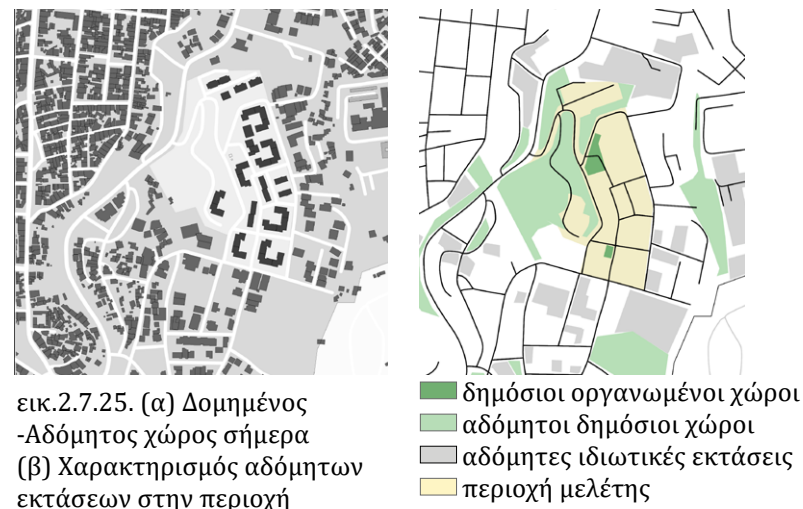 εικ.2.7.25. (α) Δομημένος
-Αδόμητος χώρος σήμερα
(β) Χαρακτηρισμός αδόμητων
εκτάσεων στην περιοχή
δημόσιοι οργανωμένοι χώροι
αδόμητοι δημόσιοι χώροι
αδόμητες ιδιωτικές εκτάσεις
περιοχή μελέτης